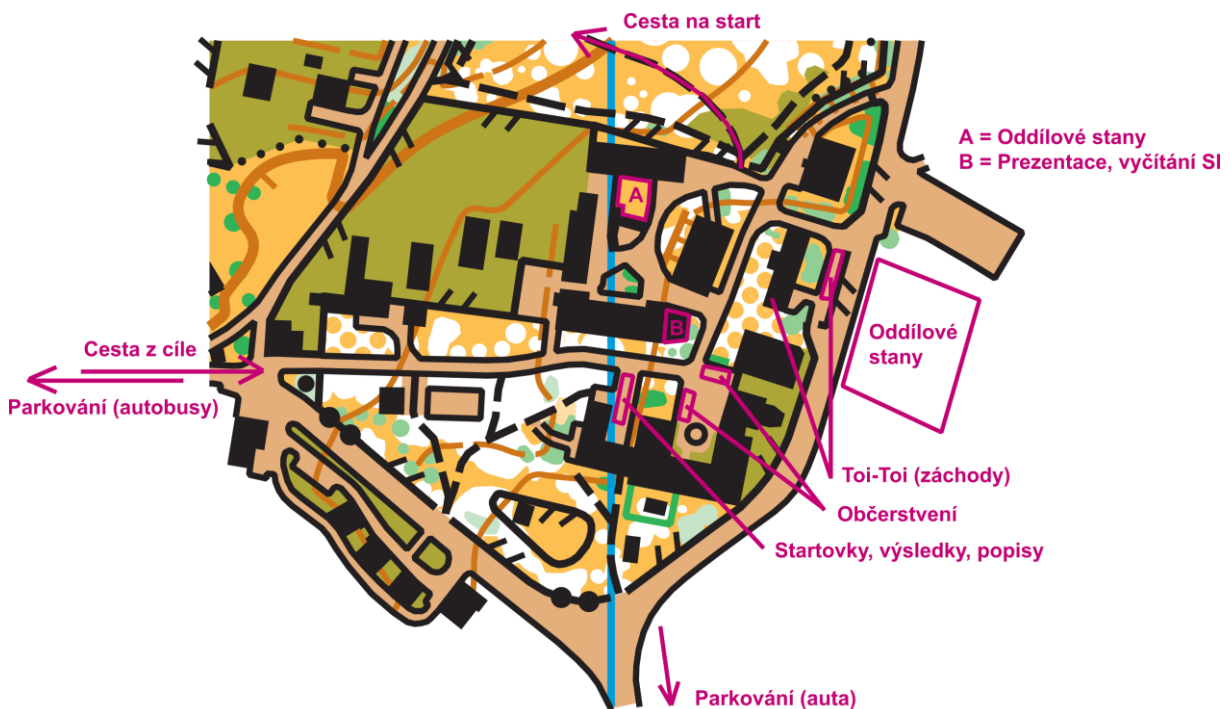 Cesta na start
A = Oddílové stany
B = Prezentace, vyčítání SI
A
B
Oddílové
stany
Cesta z cíle
Parkování (autobusy)
Toi-Toi (záchody)
Občerstvení
Startovky, výsledky, popisy
Parkování (auta)